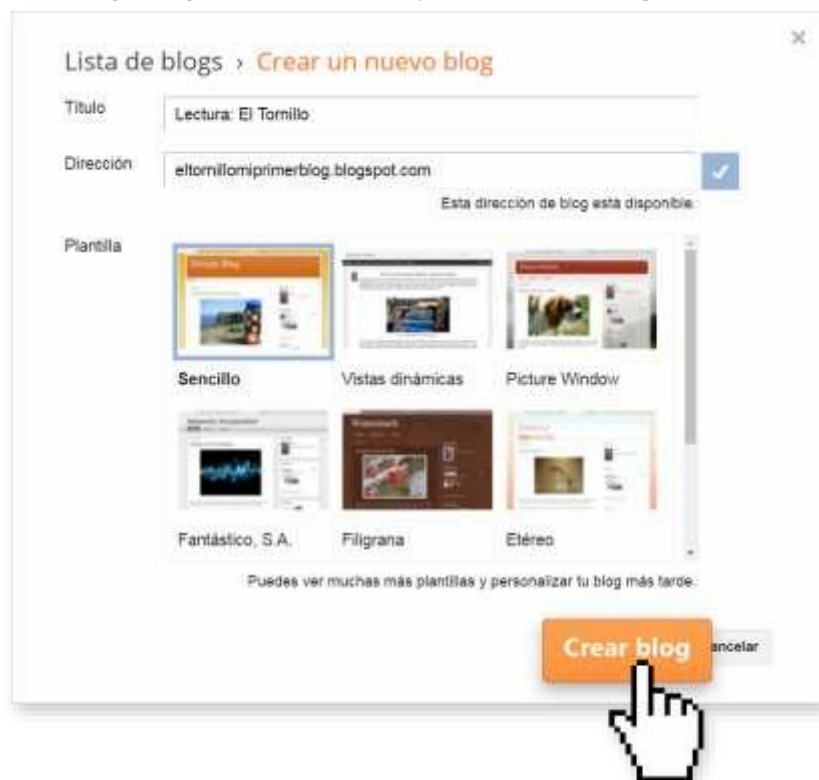 Lista de blogs › Crear un nuevo blog
Título
Lectura: El Tornillo
Dirección
eltornillomiprimerblog.blogspot.com
Esta dirección de blog está disponible.
Plantilla
Sencillo
Vistas dinámicas
Picture Window
Fantástico, S.A.
Filigrana
Etéreo
Puedes ver muchas más plantillas y personalizar tu blog más tarde.
Crear blog
ancelar